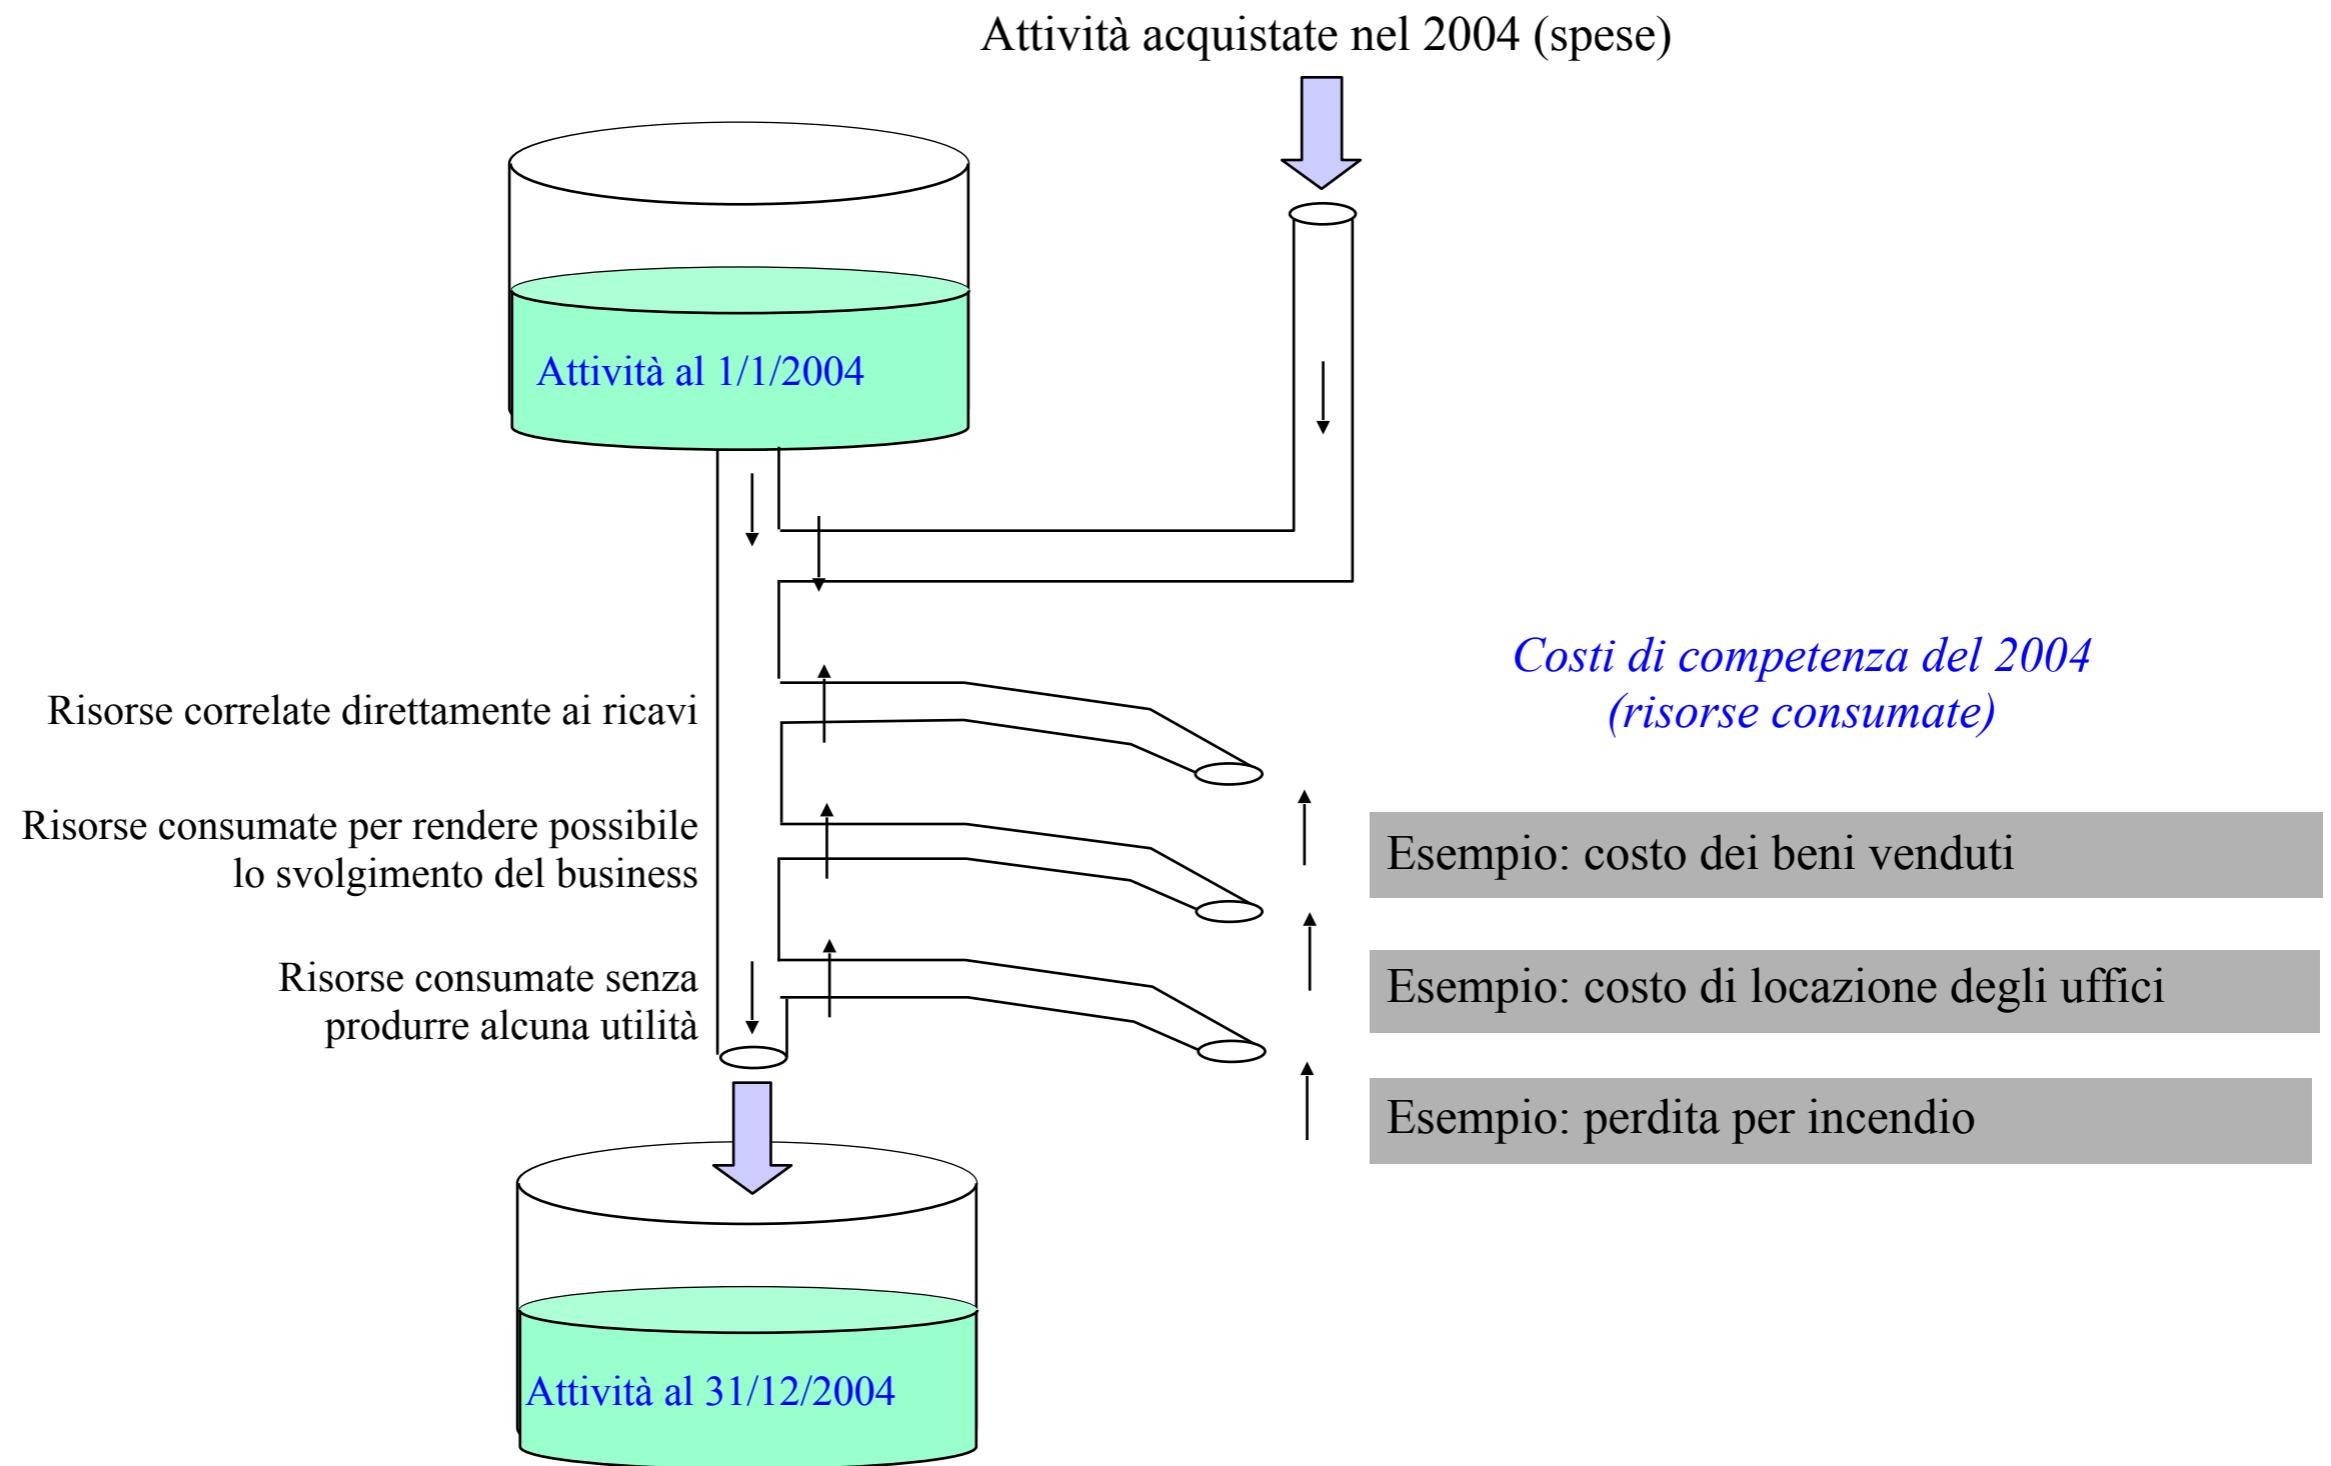 Attività acquistate nel 2004 (spese)
Attività al 1/1/2004
Costi di competenza del 2004
(risorse consumate)
Risorse correlate direttamente ai ricavi
Risorse consumate per rendere possibile
lo svolgimento del business
Esempio: costo dei beni venduti
Risorse consumate senza
produrre alcuna utilità
Esempio: costo di locazione degli uffici
Esempio: perdita per incendio
Attività al 31/12/2004